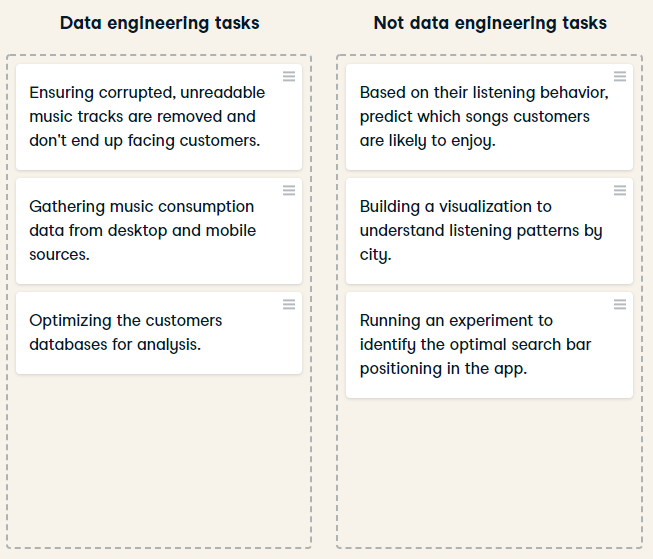 Data engineering tasks
Ensuring corrupted, unreadable
music tracks are removed and
don't end up facing customers.
Gathering music consumption
data from desktop and mobile
sources.
Optimizing the customers
databases for analysis.
Not data engineering tasks
Based on their listening behavior,
predict which songs customers
are likely to enjoy.
Building a visualization to
understand listening patterns by
city.
Running an experiment to
identify the optimal search bar
positioning in the app.